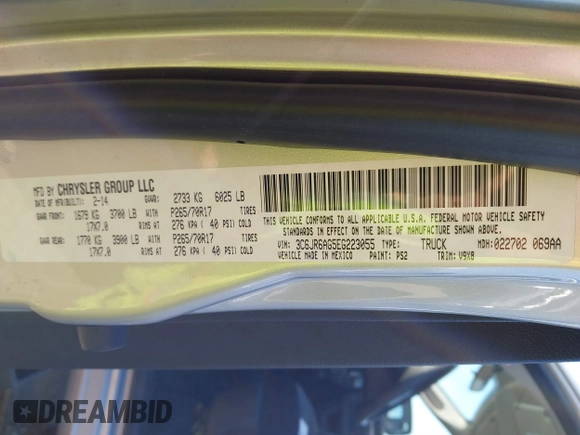 MFD BY CHRYSLER GROUP LLC
DATE OF MFR(BUILT): 2-14 GVWR: 2733 KG 6025 LB
GAWR FRONT: 1679 KG 3700 LB WITH P265/70R17 TIRES
17X7.0 RIMS AT 276 KPA ( 40 PSI) COLD
GAWR REAR: 1770 KG 3900 LB WITH P265/70R17 TIRES
17X7.0 RIMS AT 276 KPA ( 40 PSI) COLD
THIS VEHICLE CONFORMS TO ALL APPLICABLE U.S.A. FEDERAL MOTOR VEHICLE SAFETY
STANDARDS IN EFFECT ON THE DATE OF MANUFACTURE SHOWN ABOVE.
VIN: 3C6JR6AG5EG223055 TYPE: TRUCK MDH: 022702 069AA
VEHICLE MADE IN MEXICO PAINT: PS2 TRIM: V9X8
DREAMBID